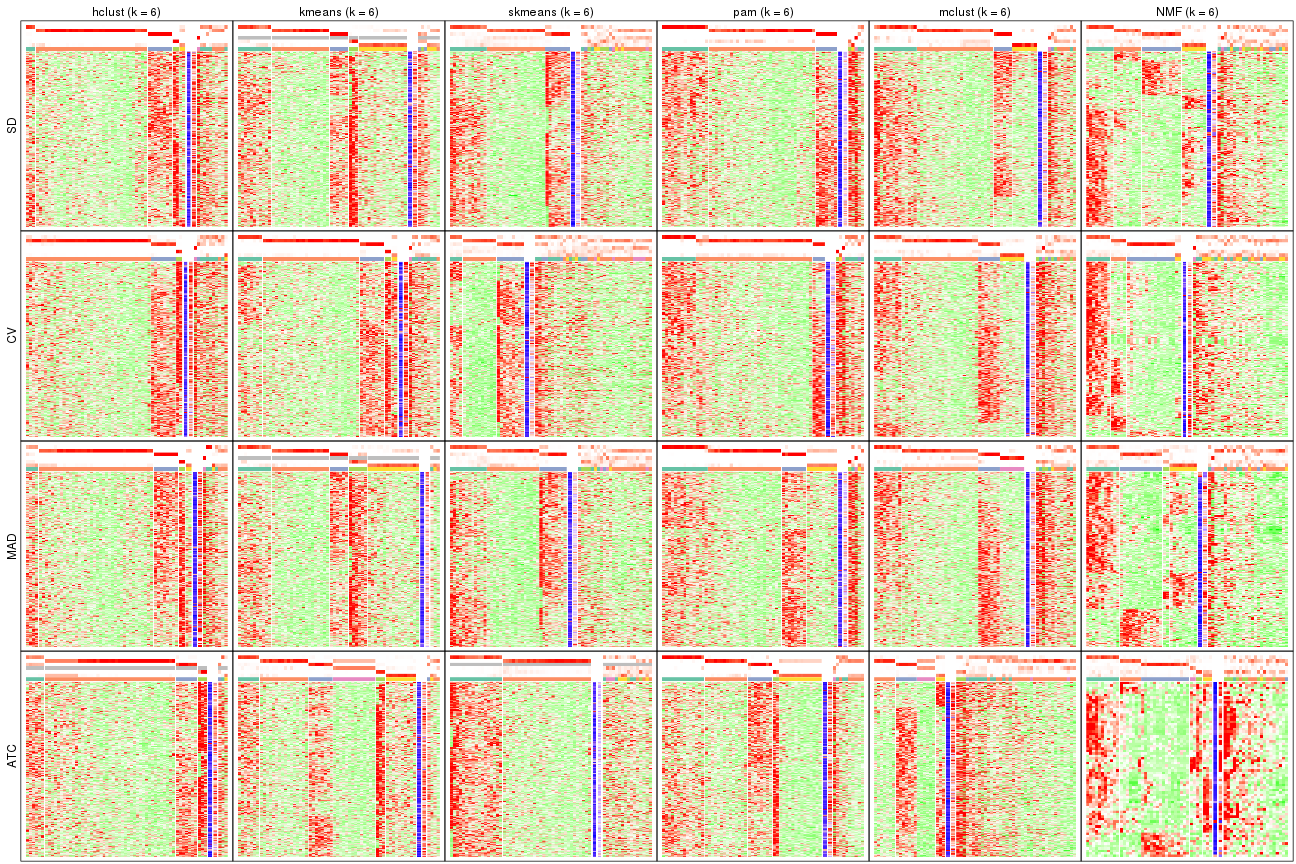 hclust (k = 6)
kmeans (k = 6)
skmeans (k = 6)
pam (k = 6)
mclust (k = 6)
NMF (k = 6)
SD
CV
MAD
ATC